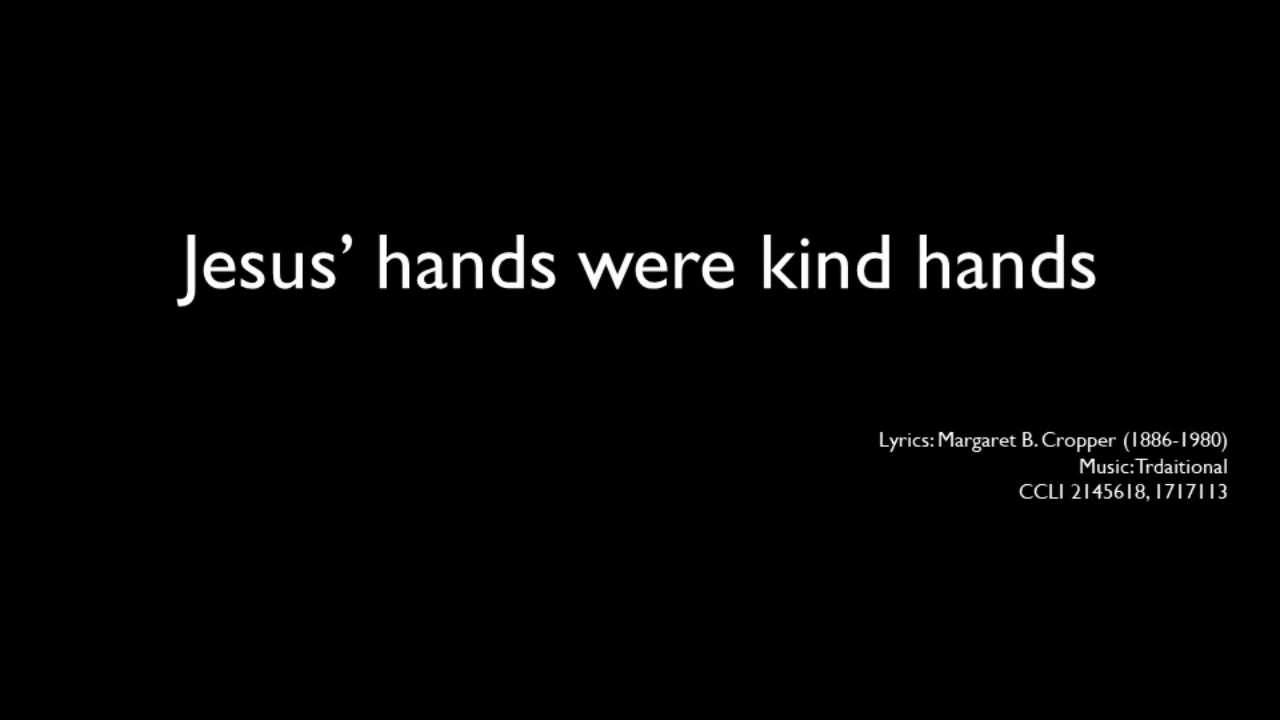 Jesus’ hands were kind hands
Lyrics: Margaret B. Cropper (1886-1980)
Music: Trdaitional
CCLI 2145618, 1717113